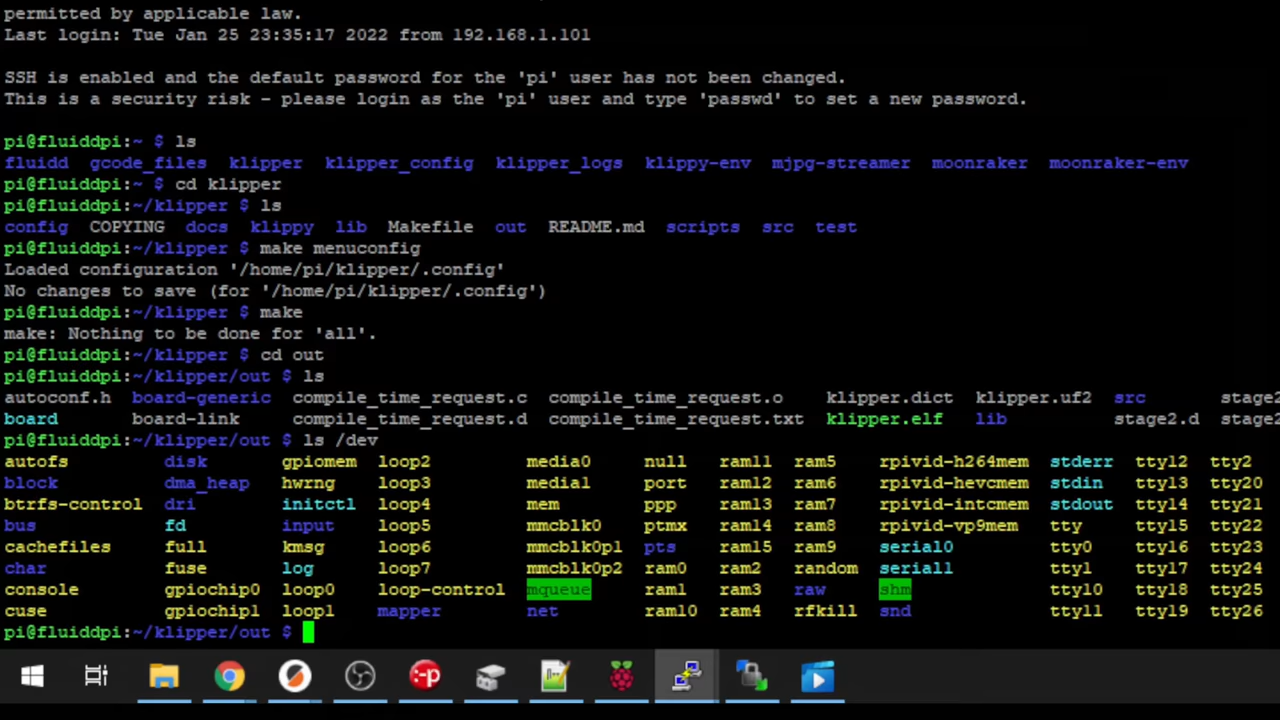 permitted by applicable law.
Last login: Tue Jan 25 23:35:17 2022 from 192.168.1.101
SSH is enabled and the default password for the 'pi' user has not been changed.
This is a security risk - please login as the 'pi' user and type 'passwd' to set a new password.
pi@fluiddpi:~ $ ls
fluidd gcode_files klipper klipper_config klipper_logs klippy-env mjpg-streamer moonraker moonraker-env
pi@fluiddpi:~ $ cd klipper
pi@fluiddpi:~/klipper $ ls
config COPYING docs klippy lib Makefile out README.md scripts src test
pi@fluiddpi:~/klipper $ make menuconfig
Loaded configuration '/home/pi/klipper/.config'
No changes to save (for '/home/pi/klipper/.config')
pi@fluiddpi:~/klipper $ make
make: Nothing to be done for 'all'.
pi@fluiddpi:~/klipper $ cd out
pi@fluiddpi:~/klipper/out $ ls
autoconf.h board-generic compile_time_request.c compile_time_request.o klipper.dict klipper.uf2 src stage2
board board-link compile_time_request.d compile_time_request.txt klipper.elf lib stage2.d stage2
pi@fluiddpi:~/klipper/out $ ls /dev
autofs disk gpiomem loop2 media0 null ram11 ram5 rpivid-h264mem stderr tty12 tty2
block dma_heap hwrng loop3 media1 port ram12 ram6 rpivid-hevcmem stdin tty13 tty20
btrfs-control dri initctl loop4 mem ppp ram13 ram7 rpivid-intcmem stdout tty14 tty21
bus fd input loop5 mmcblk0 ptmx ram14 ram8 rpivid-vp9mem tty tty15 tty22
cachefiles full kmsg loop6 mmcblk0p1 pts ram15 ram9 serial0 tty0 tty16 tty23
char fuse log loop7 mmcblk0p2 ram0 ram2 random serial1 tty1 tty17 tty24
console gpiochip0 loop0 loop-control mqueue ram1 ram3 raw shm tty10 tty18 tty25
cuse gpiochip1 loop1 mapper net ram10 ram4 rfkill snd tty11 tty19 tty26
pi@fluiddpi:~/klipper/out $